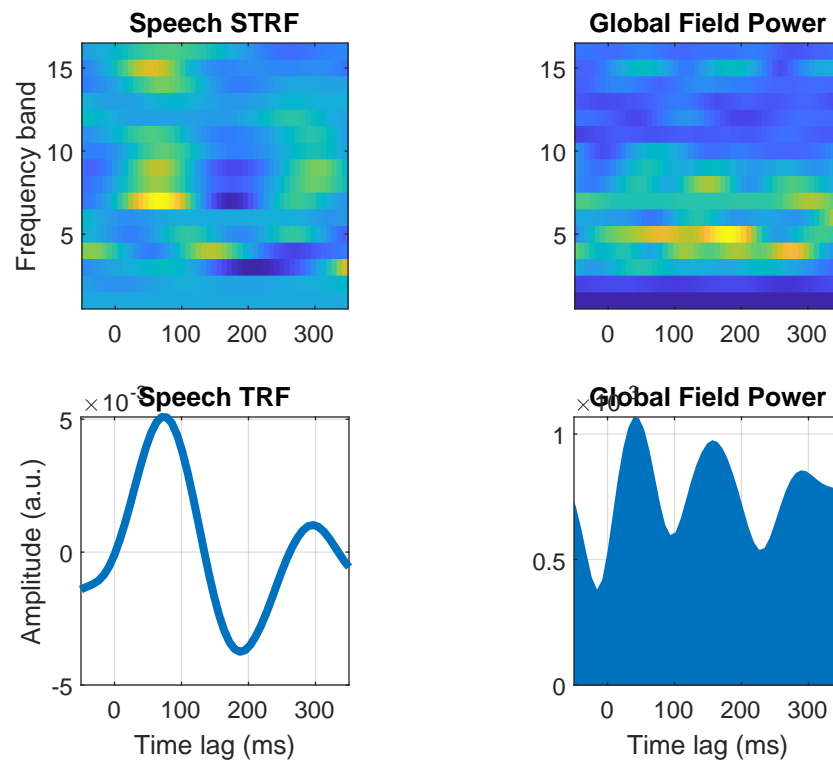 Speech STRF
Frequency band
15
10
5
0 100 200 300
Global Field Power
15
10
5
0 100 200 300
Speech TRF
×10⁻³
Amplitude (a.u.)
5
0
-5
0 100 200 300
Time lag (ms)
Global Field Power
1
0.5
0
0 100 200 300
Time lag (ms)